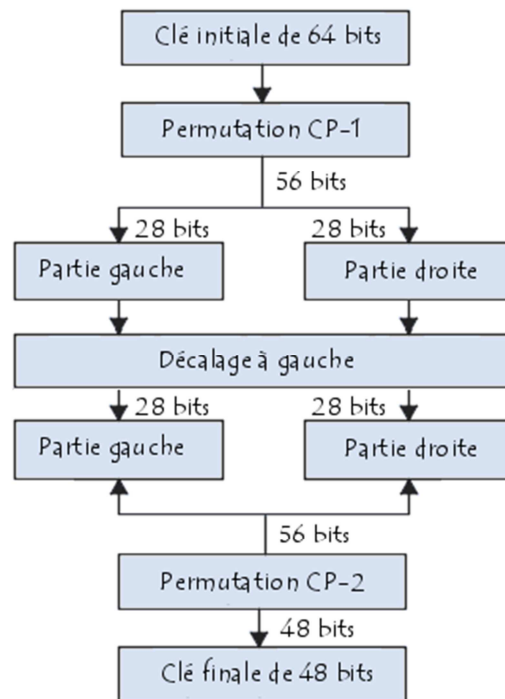 Clé initiale de 64 bits
Permutation CP-1
56 bits
28 bits 28 bits
Partie gauche Partie droite
Décalage à gauche
28 bits 28 bits
Partie gauche Partie droite
56 bits
Permutation CP-2
48 bits
Clé finale de 48 bits